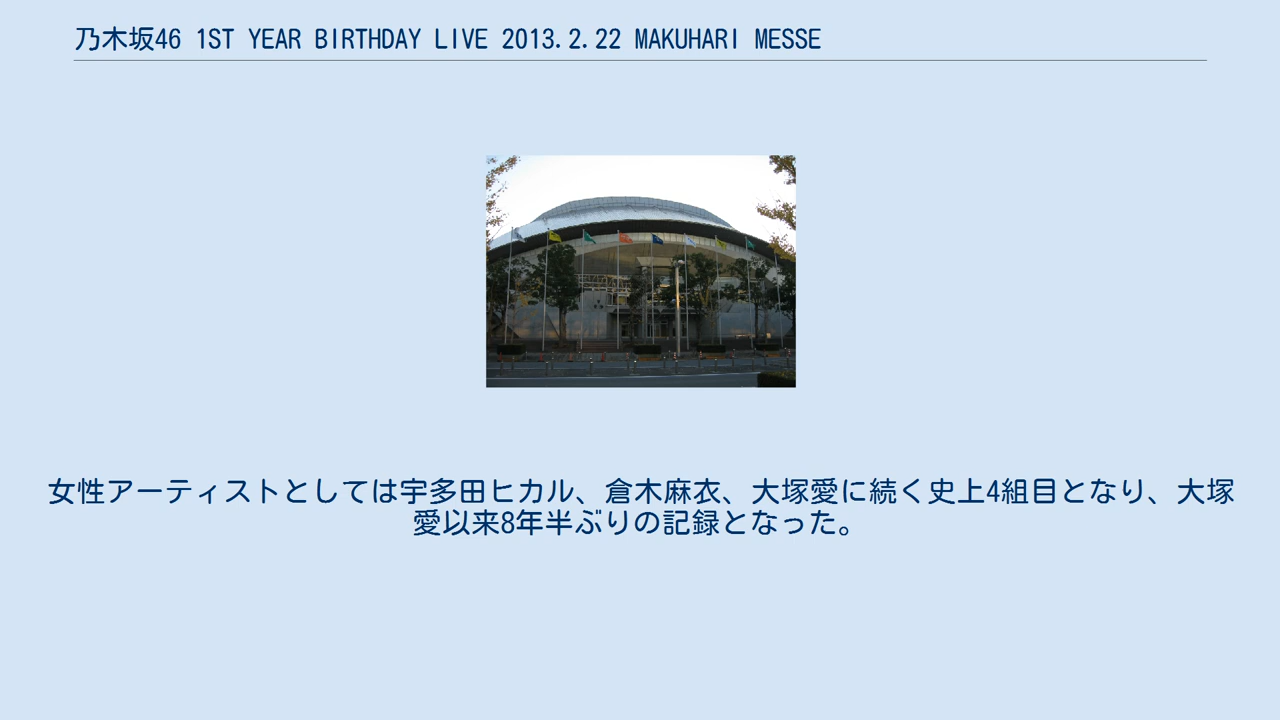 乃木坂46 1ST YEAR BIRTHDAY LIVE 2013.2.22 MAKUHARI MESSE
女性アーティストとしては宇多田ヒカル、倉木麻衣、大塚愛に続く史上4組目となり、大塚
愛以来8年半ぶりの記録となった。